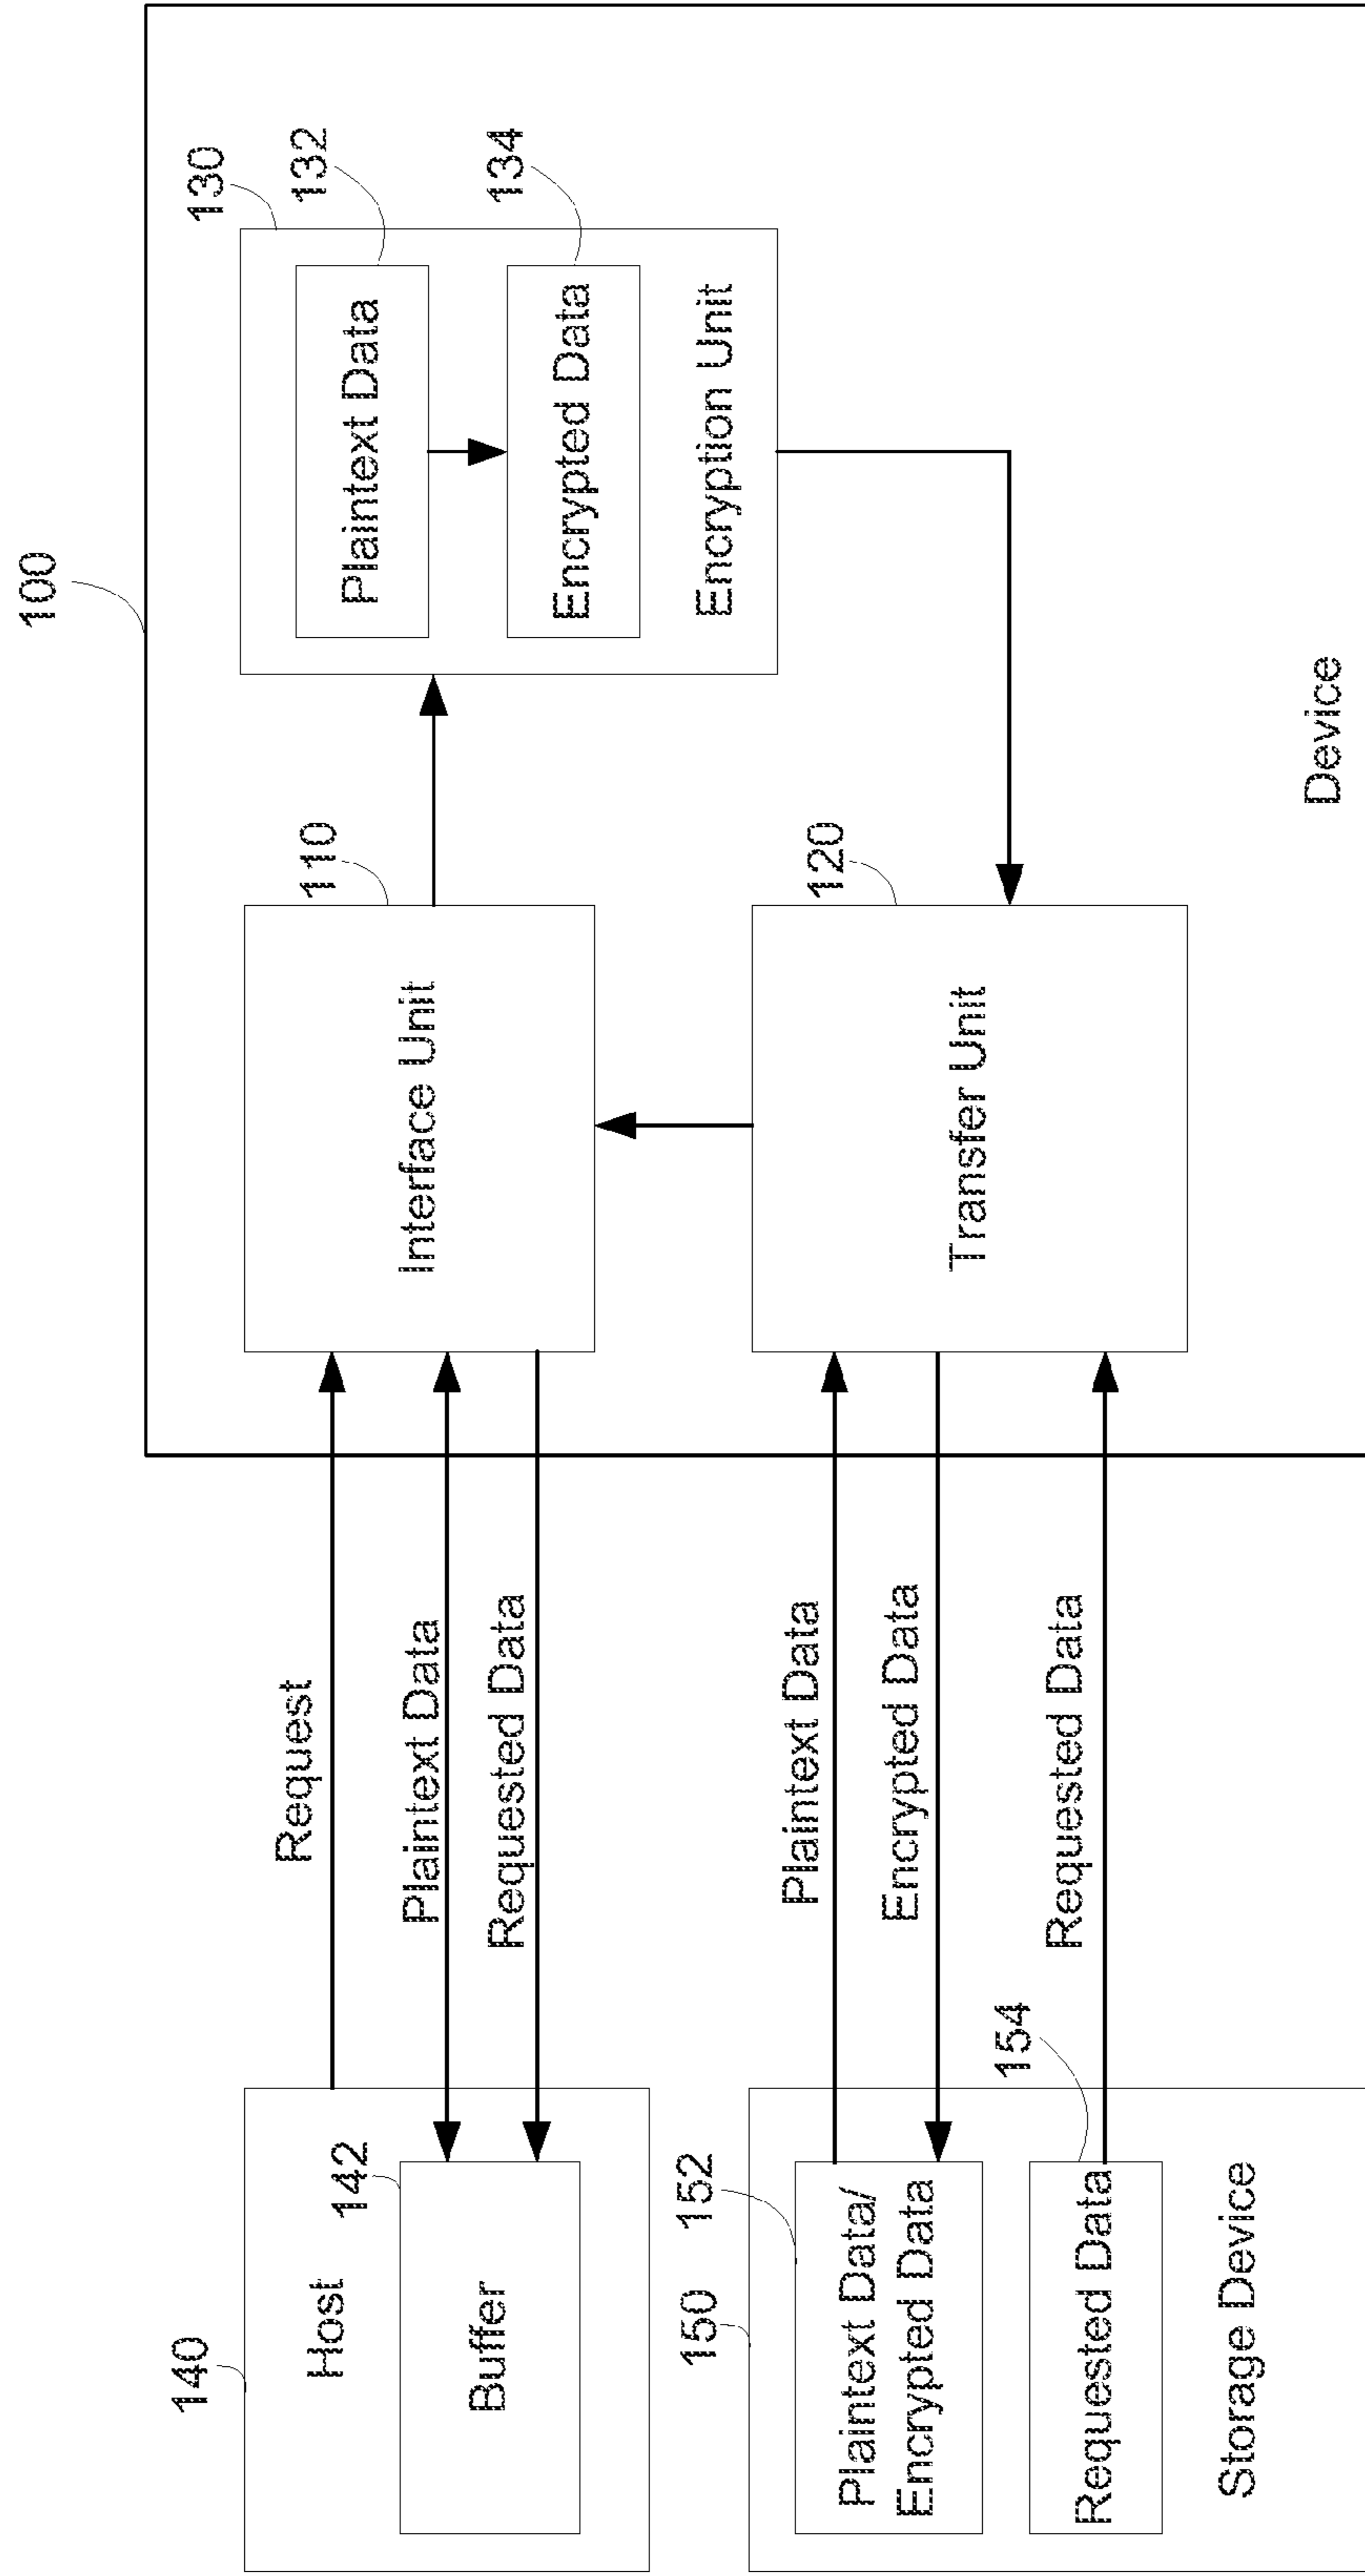 100
140
Host
142
Buffer
Request
Plaintext Data
Requested Data
110
Interface Unit
130
132
Plaintext Data
134
Encrypted Data
Encryption Unit
150
152
Plaintext Data/
Encrypted Data
154
Requested Data
Storage Device
Plaintext Data
Encrypted Data
Requested Data
120
Transfer Unit
Device